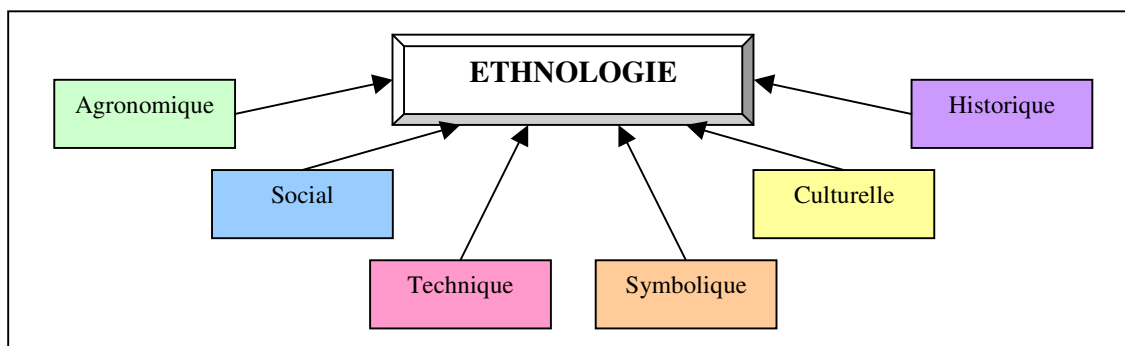 ETHNOLOGIE
Agronomique
Historique
Social
Culturelle
Technique
Symbolique